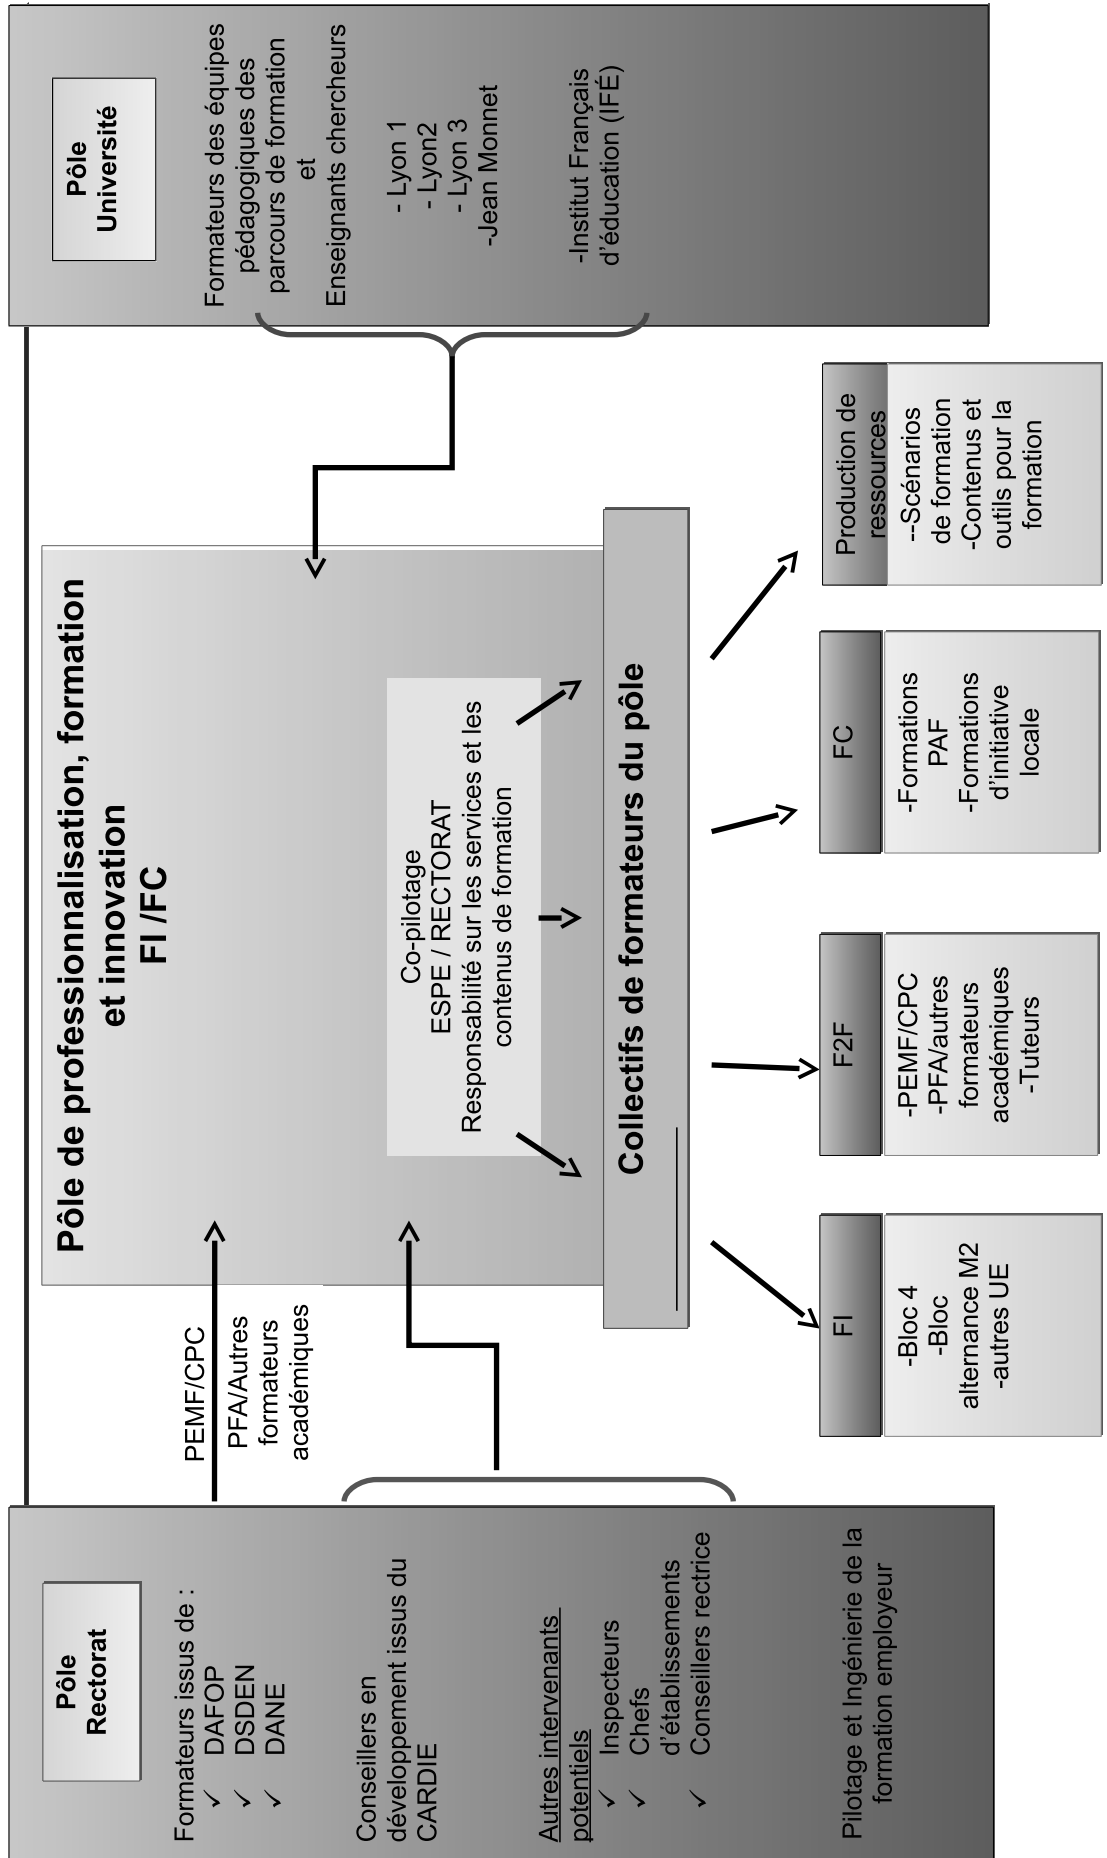 Pôle
Rectorat
Formateurs issus de :
✓ DAFOP
✓ DSDEN
✓ DANE
Conseillers en
développement issus du
CARDIE
Autres intervenants
potentiels
✓ Inspecteurs
✓ Chefs
d'établissements
✓ Conseillers rectrice
Pilotage et Ingénierie de la
formation employeur
PEMF/CPC
PFA/Autres
formateurs
académiques
Pôle de professionnalisation, formation
et innovation
FI /FC
Co-pilotage
ESPE / RECTORAT
Responsabilité sur les services et les
contenus de formation
Collectifs de formateurs du pôle
FI
-Bloc 4
-Bloc
alternance M2
-autres UE
F2F
-PEMF/CPC
-PFA/autres
formateurs
académiques
-Tuteurs
FC
-Formations
PAF
-Formations
d'initiative
locale
Production de
ressources
--Scénarios
de formation
-Contenus et
outils pour la
formation
Pôle
Université
Formateurs des équipes
pédagogiques des
parcours de formation
et
Enseignants chercheurs
- Lyon 1
- Lyon2
- Lyon 3
-Jean Monnet
-Institut Français
d'éducation (IFÉ)